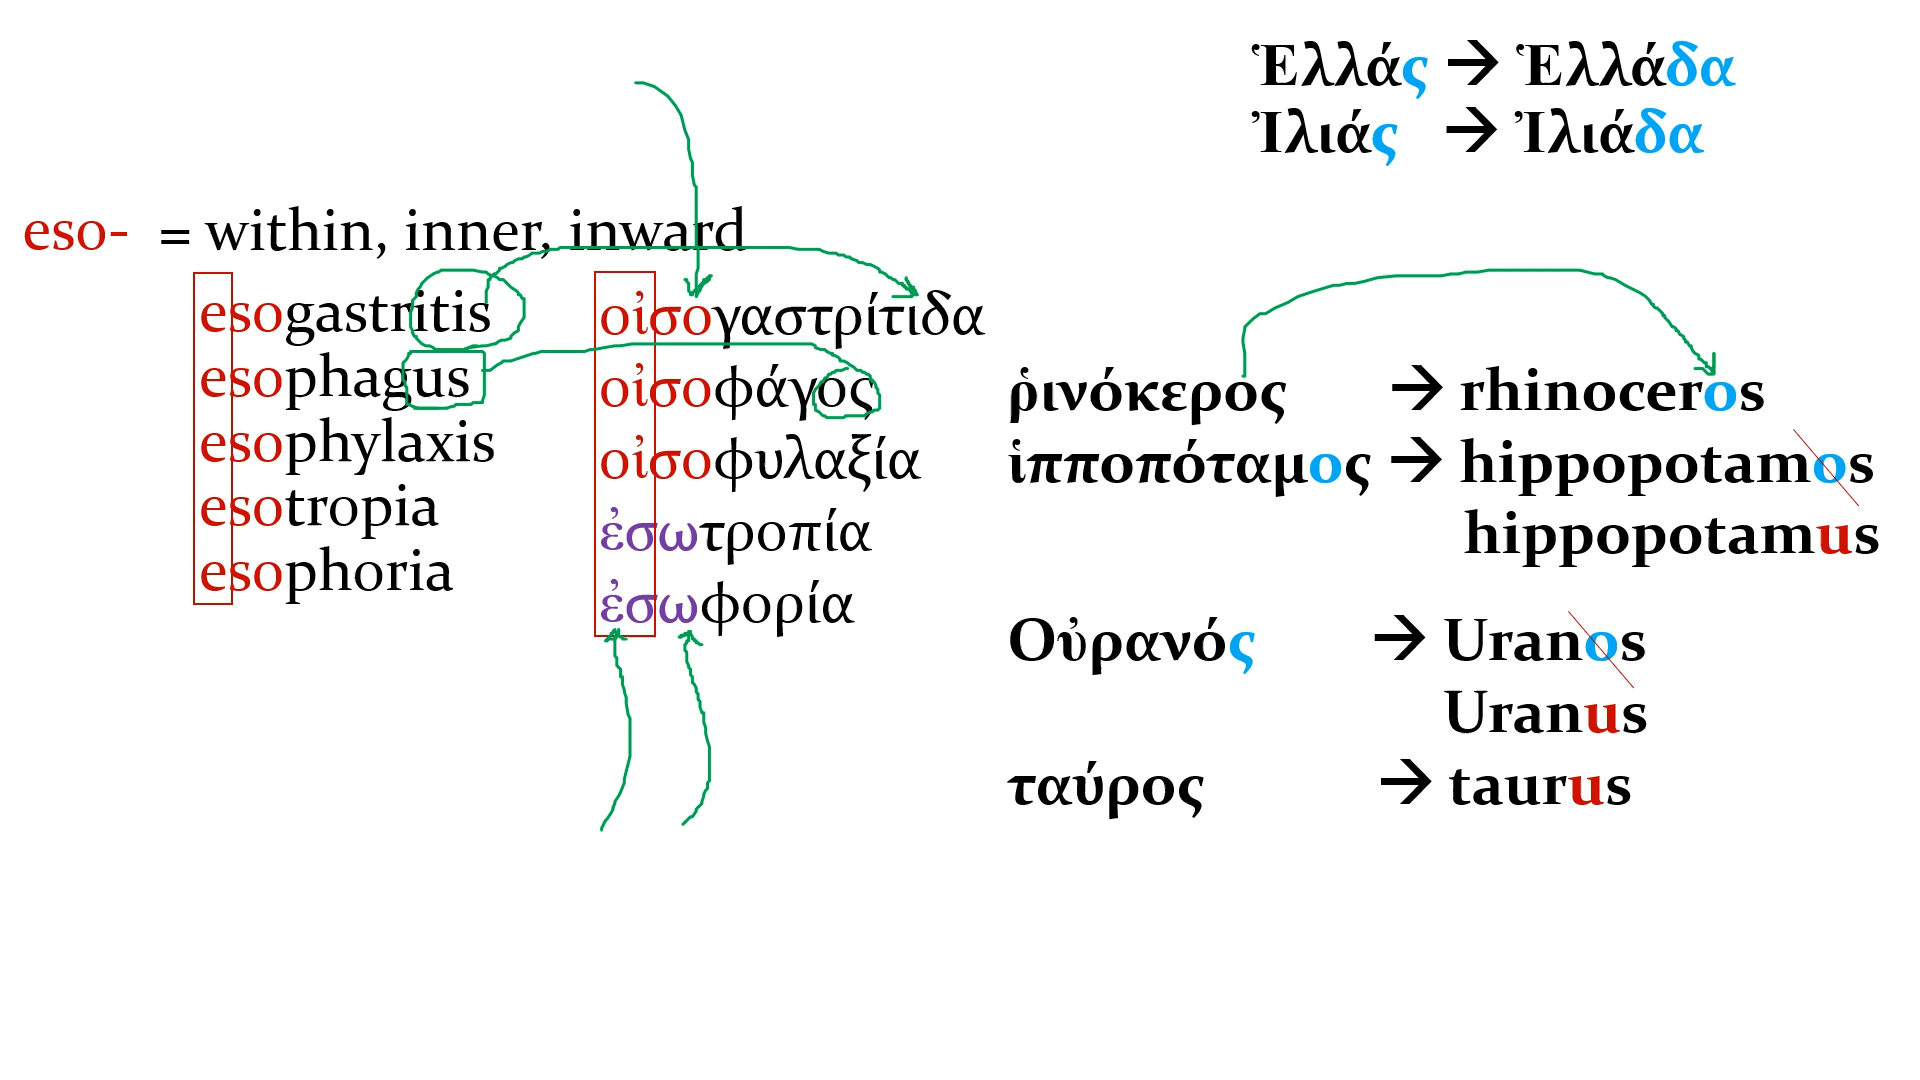 Ἑλλάς → Ἑλλάδα
Ἰλιάς → Ἰλιάδα
eso- = within, inner, inward
esogastritis οἰσογαστρίτιδα
esophagus οἰσοφάγος
esophylaxis οἰσοφυλαξία
esotropia ἐσωτροπία
esophoria ἐσωφορία
ῥινόκερος → rhinoceros
ἱπποπόταμος → hippopotamos
hippopotamus
Οὐρανός → Uranos
Uranus
ταύρος → taurus